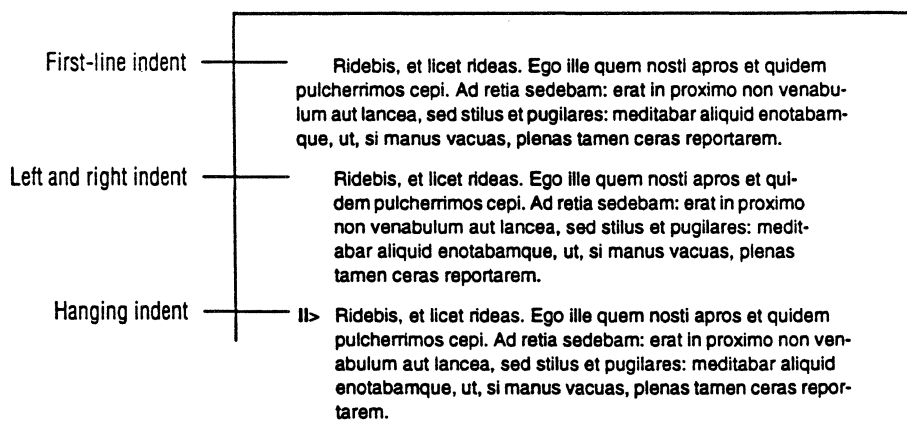 First-line indent
Ridebis, et licet rideas. Ego ille quem nosti apros et quidem
pulcherrimos cepi. Ad retia sedebam: erat in proximo non venabu-
lum aut lancea, sed stilus et pugilares: meditabar aliquid enotabam-
que, ut, si manus vacuas, plenas tamen ceras reportarem.
Left and right indent
Ridebis, et licet rideas. Ego ille quem nosti apros et qui-
dem pulcherrimos cepi. Ad retia sedebam: erat in proximo
non venabulum aut lancea, sed stilus et pugilares: medit-
abar aliquid enotabamque, ut, si manus vacuas, plenas
tamen ceras reportarem.
Hanging indent
II> Ridebis, et licet rideas. Ego ille quem nosti apros et quidem
pulcherrimos cepi. Ad retia sedebam: erat in proximo non ven-
abulum aut lancea, sed stilus et pugilares: meditabar aliquid
enotabamque, ut, si manus vacuas, plenas tamen ceras repor-
tarem.